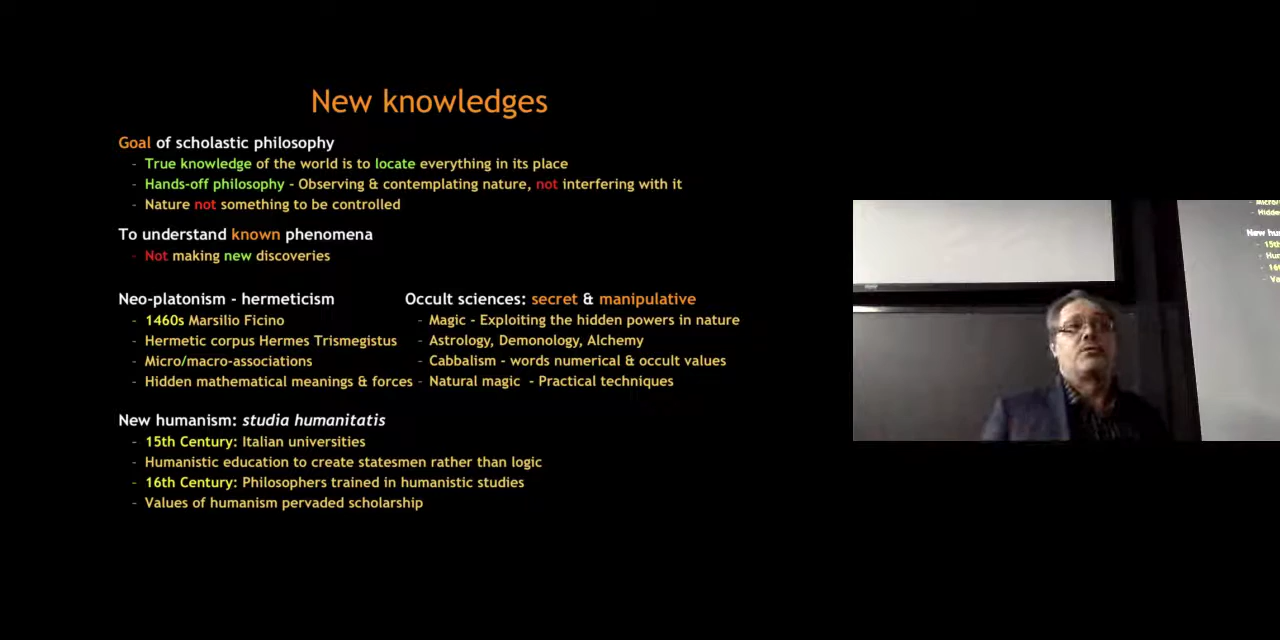 New knowledges
Goal of scholastic philosophy
- True knowledge of the world is to locate everything in its place
- Hands-off philosophy - Observing & contemplating nature, not interfering with it
- Nature not something to be controlled
To understand known phenomena
- Not making new discoveries
Neo-platonism - hermeticism
- 1460s Marsilio Ficino
- Hermetic corpus Hermes Trismegistus
- Micro/macro-associations
- Hidden mathematical meanings & forces
Occult sciences: secret & manipulative
- Magic - Exploiting the hidden powers in nature
- Astrology, Demonology, Alchemy
- Cabbalism - words numerical & occult values
- Natural magic - Practical techniques
New humanism: studia humanitatis
- 15th Century: Italian universities
- Humanistic education to create statesmen rather than logic
- 16th Century: Philosophers trained in humanistic studies
- Values of humanism pervaded scholarship